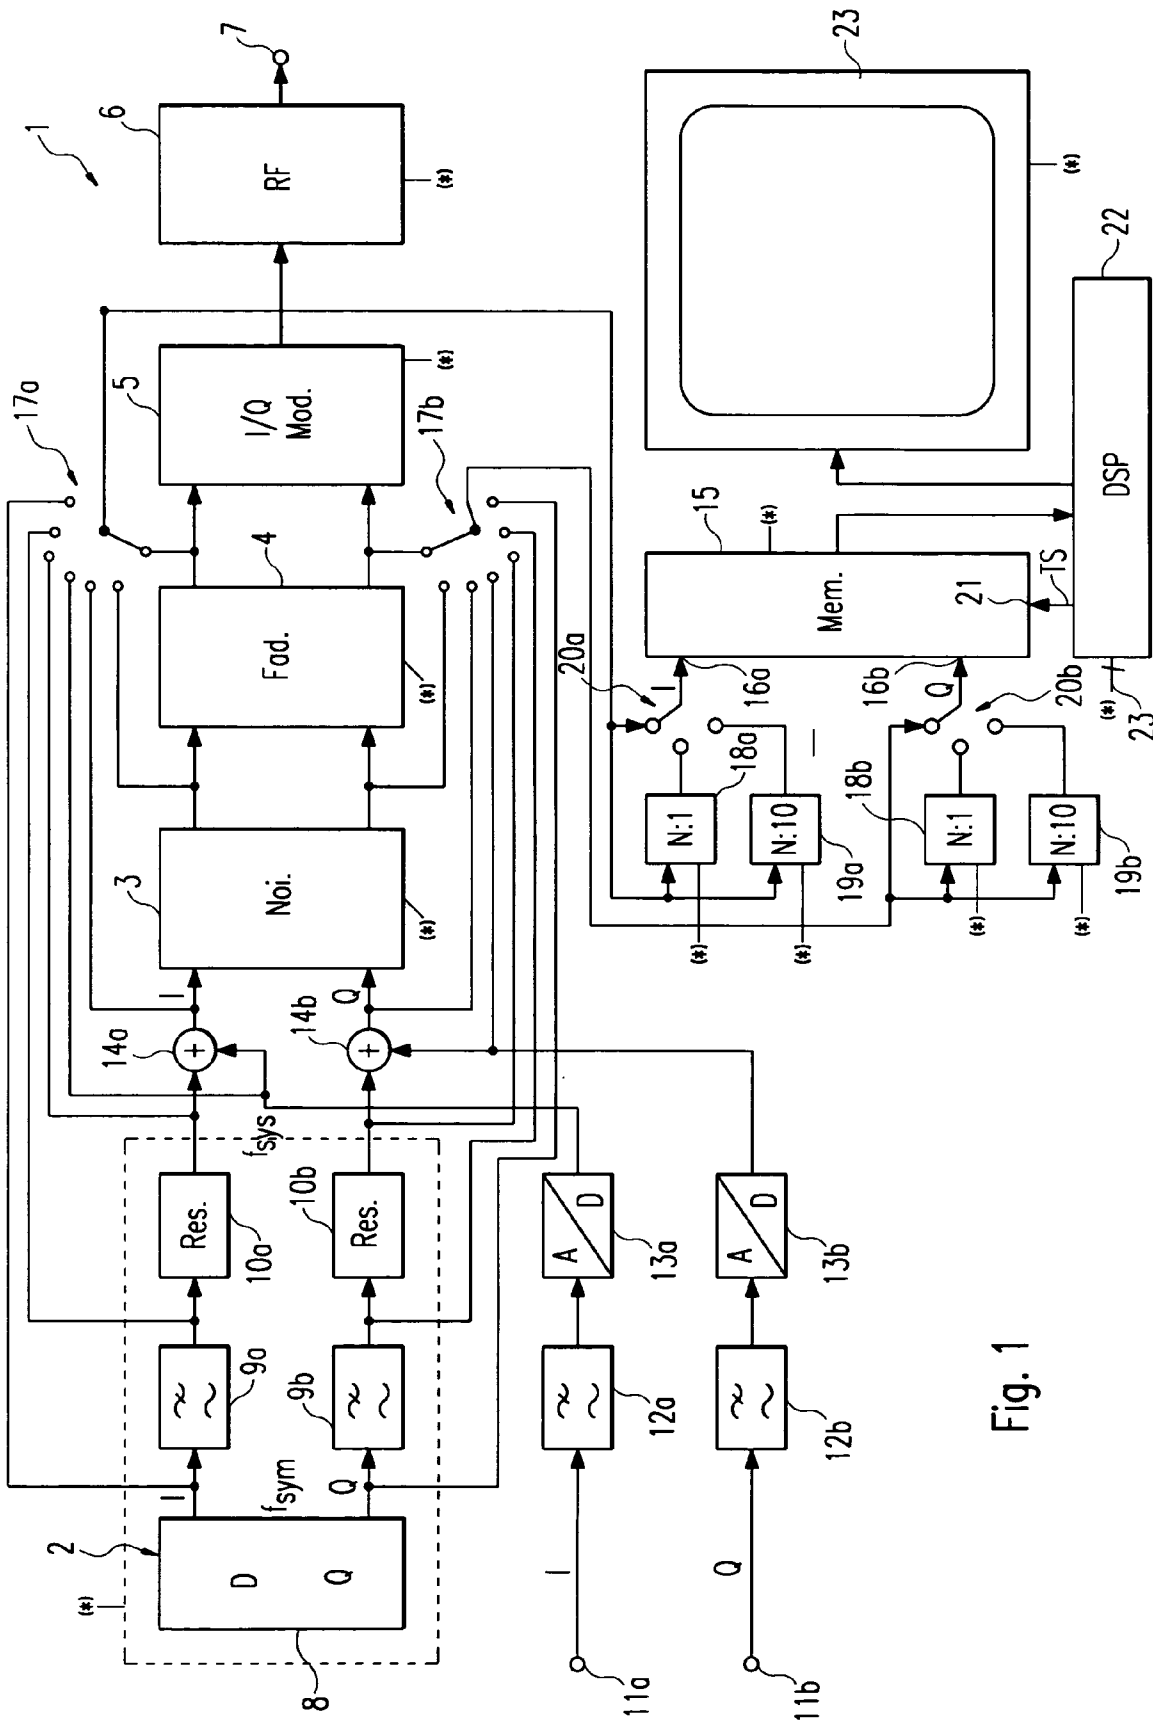 1
17a
2
(*)
8
D
Q
I
f sym
Q
9a
9b
Res.
10a
10b
Res.
f sys
14a
+
14b
+
I
Q
3
Noi.
(*)
4
Fad.
(*)
5
I/Q
Mod.
(*)
17b
6
RF
(*)
7
11a
I
12a
A
D
13a
11b
Q
12b
A
D
13b
(*)
N:1
18a
(*)
N:10
19a
20a
I
16a
(*)
N:1
18b
(*)
N:10
19b
20b
Q
16b
15
Mem.
(*)
21
TS
22
DSP
(*)
23
23
(*)
Fig. 1